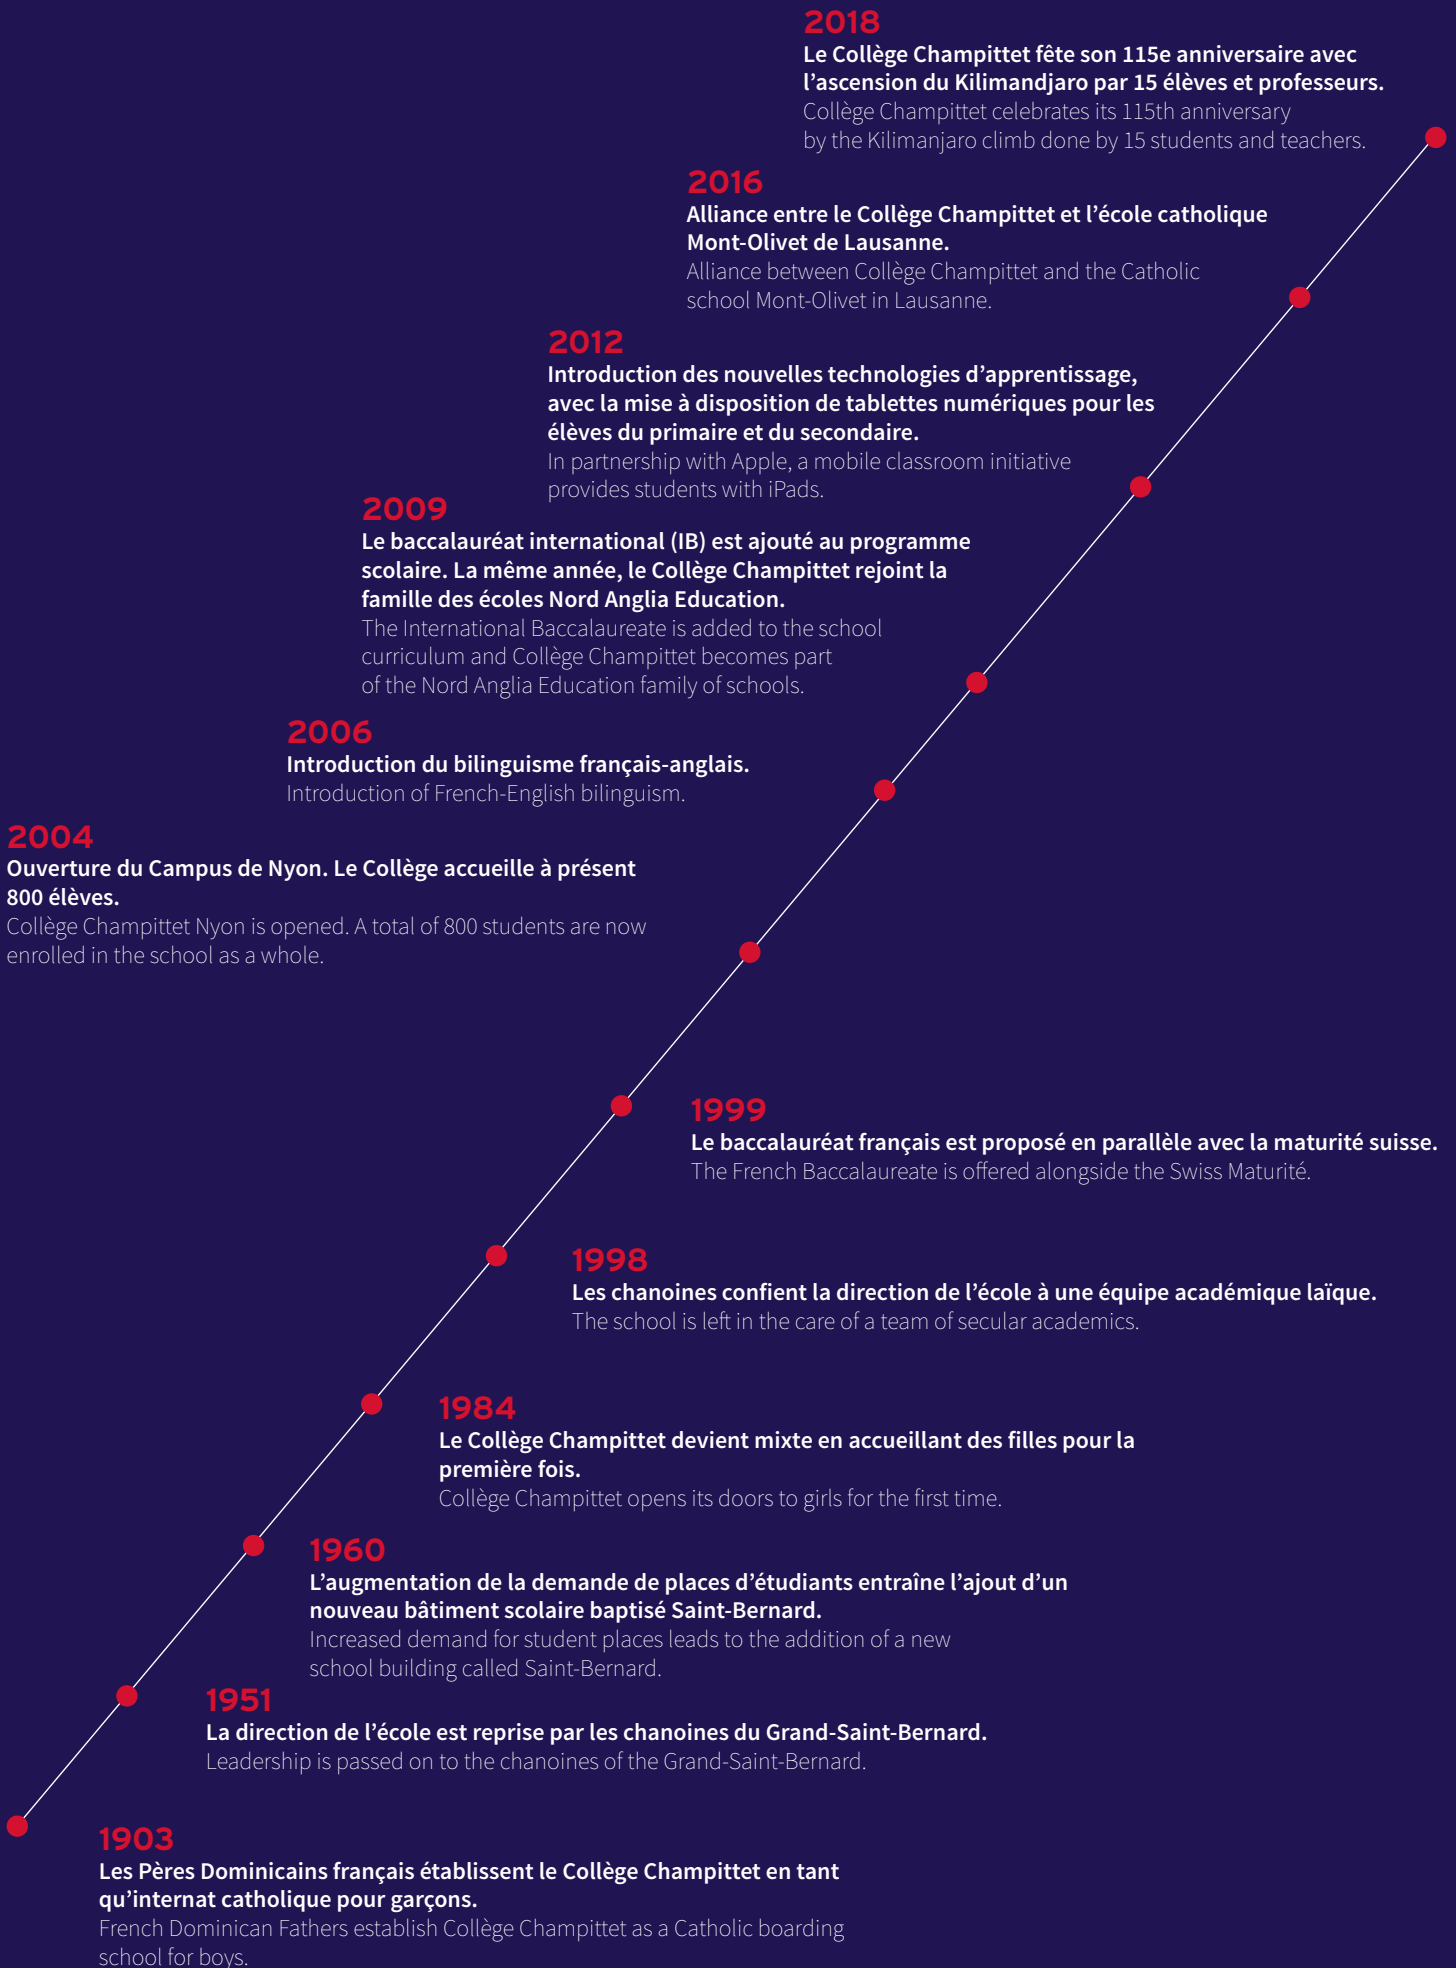 2018
Le Collège Champittet fête son 115e anniversaire avec
l’ascension du Kilimandjaro par 15 élèves et professeurs.
Collège Champittet celebrates its 115th anniversary
by the Kilimanjaro climb done by 15 students and teachers.
2016
Alliance entre le Collège Champittet et l’école catholique
Mont-Olivet de Lausanne.
Alliance between Collège Champittet and the Catholic
school Mont-Olivet in Lausanne.
2012
Introduction des nouvelles technologies d’apprentissage,
avec la mise à disposition de tablettes numériques pour les
élèves du primaire et du secondaire.
In partnership with Apple, a mobile classroom initiative
provides students with iPads.
2009
Le baccalauréat international (IB) est ajouté au programme
scolaire. La même année, le Collège Champittet rejoint la
famille des écoles Nord Anglia Education.
The International Baccalaureate is added to the school
curriculum and Collège Champittet becomes part
of the Nord Anglia Education family of schools.
2006
Introduction du bilinguisme français-anglais.
Introduction of French-English bilinguism.
2004
Ouverture du Campus de Nyon. Le Collège accueille à présent
800 élèves.
Collège Champittet Nyon is opened. A total of 800 students are now
enrolled in the school as a whole.
1999
Le baccalauréat français est proposé en parallèle avec la maturité suisse.
The French Baccalaureate is offered alongside the Swiss Maturité.
1998
Les chanoines confient la direction de l’école à une équipe académique laïque.
The school is left in the care of a team of secular academics.
1984
Le Collège Champittet devient mixte en accueillant des filles pour la
première fois.
Collège Champittet opens its doors to girls for the first time.
1960
L’augmentation de la demande de places d’étudiants entraîne l’ajout d’un
nouveau bâtiment scolaire baptisé Saint-Bernard.
Increased demand for student places leads to the addition of a new
school building called Saint-Bernard.
1951
La direction de l’école est reprise par les chanoines du Grand-Saint-Bernard.
Leadership is passed on to the chanoines of the Grand-Saint-Bernard.
1903
Les Pères Dominicains français établissent le Collège Champittet en tant
qu’internat catholique pour garçons.
French Dominican Fathers establish Collège Champittet as a Catholic boarding
school for boys.